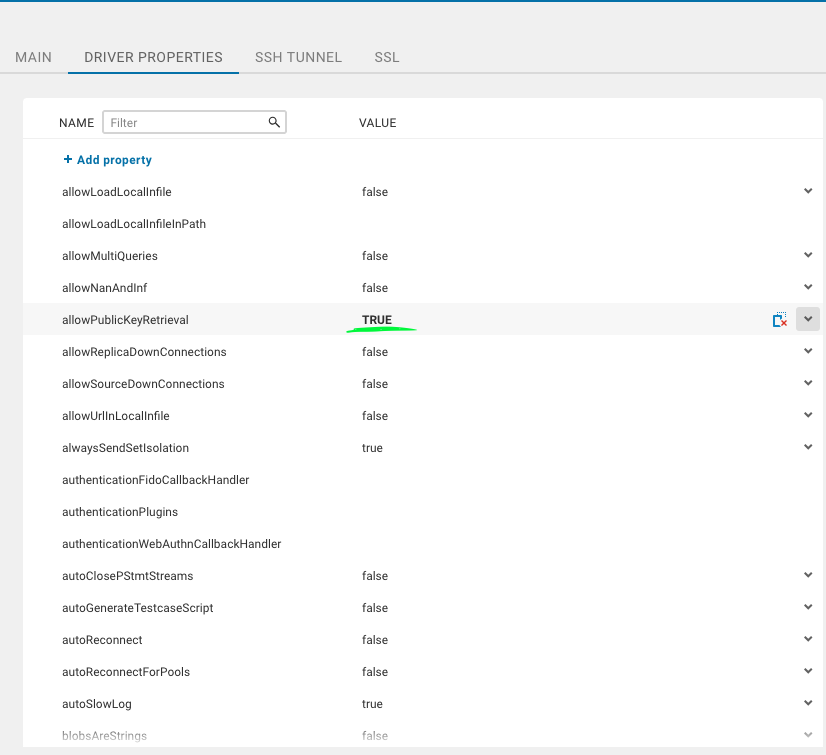 MAIN DRIVER PROPERTIES SSH TUNNEL SSL
NAME Filter VALUE
+ Add property
allowLoadLocalInfile false
allowLoadLocalInfileInPath
allowMultiQueries false
allowNanAndInf false
allowPublicKeyRetrieval TRUE
allowReplicaDownConnections false
allowSourceDownConnections false
allowUrlInLocalInfile false
alwaysSendSetIsolation true
authenticationFidoCallbackHandler
authenticationPlugins
authenticationWebAuthnCallbackHandler
autoClosePStmtStreams false
autoGenerateTestcaseScript false
autoReconnect false
autoReconnectForPools false
autoSlowLog true
blobsAreStrings false